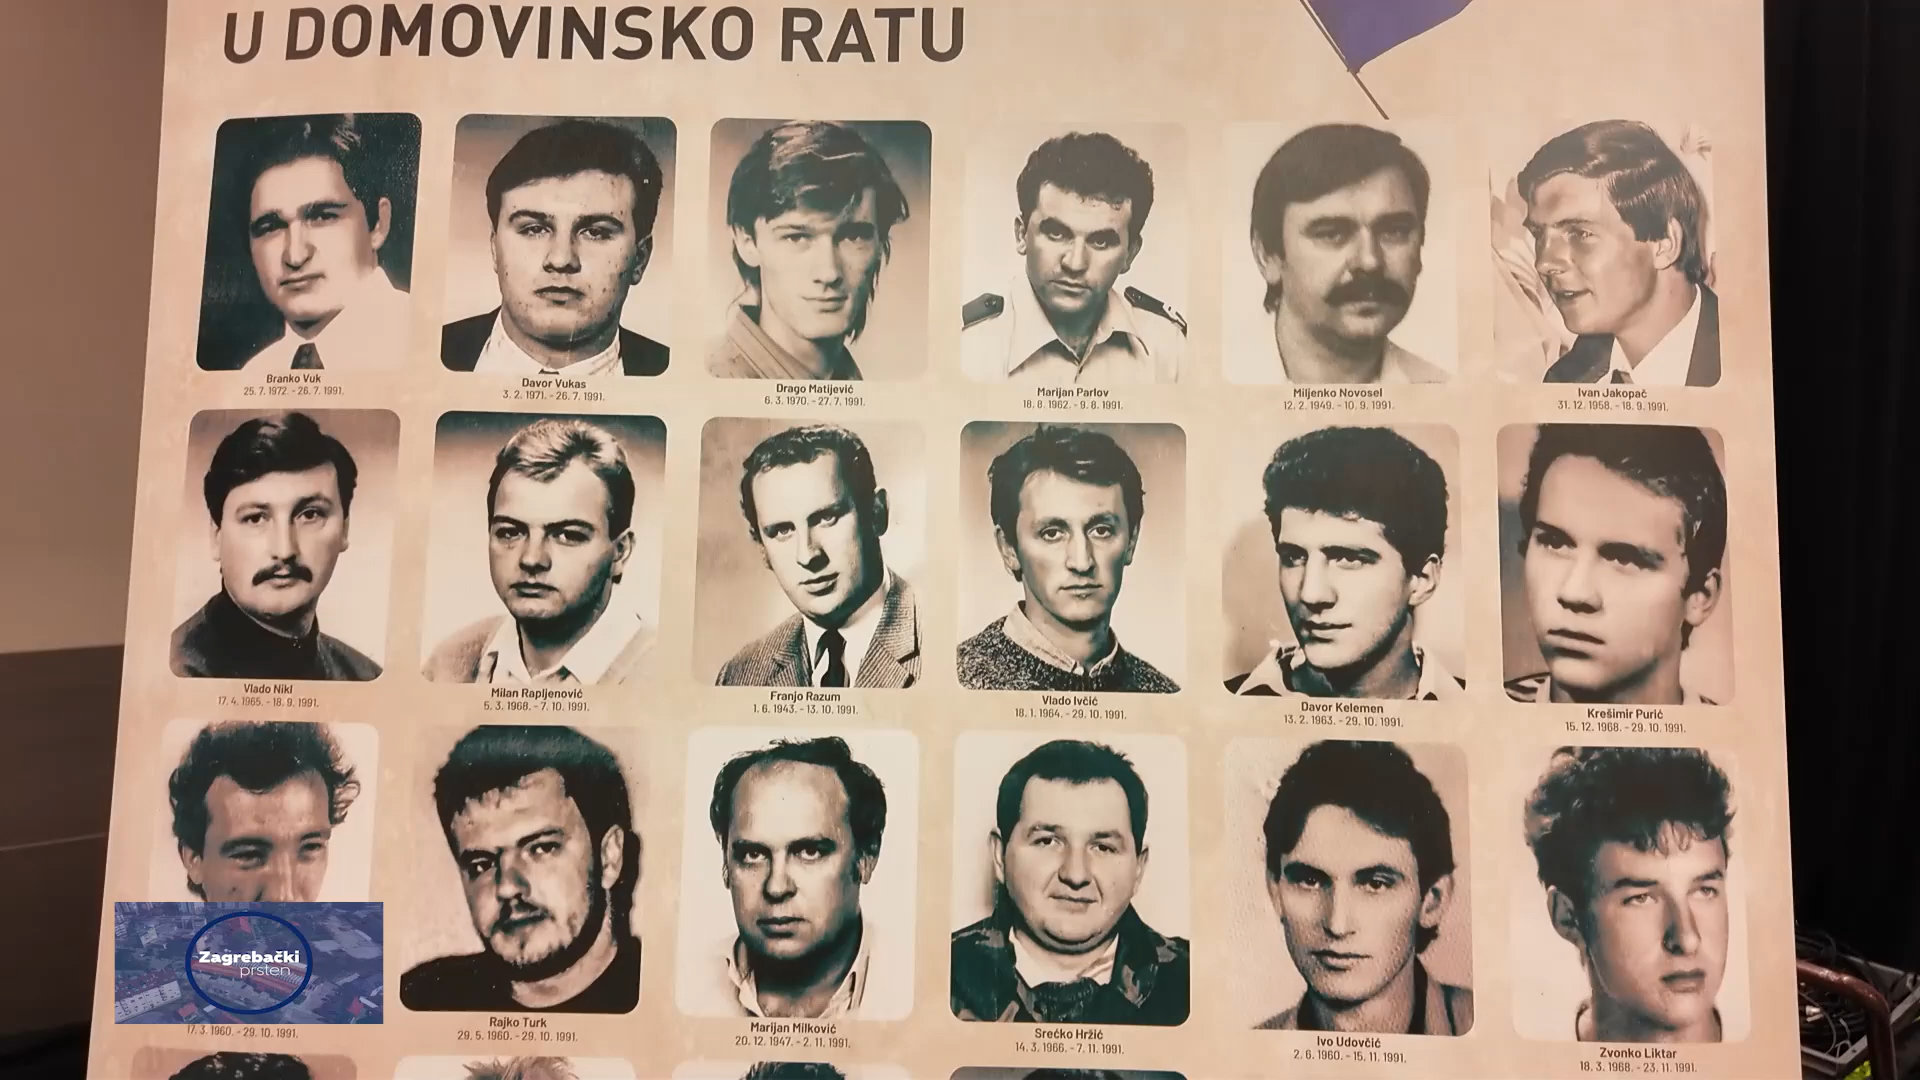 U DOMOVINSKO RATU
Branko Vuk
25. 7. 1972. - 26. 7. 1991.
Davor Vukas
3. 2. 1971. - 26. 7. 1991.
Drago Matijević
6. 3. 1970. - 27. 7. 1991.
Marijan Parlov
18. 8. 1962. - 9. 8. 1991.
Miljenko Novosel
12. 2. 1949. - 10. 9. 1991.
Ivan Jakopač
31. 12. 1958. - 18. 9. 1991.
Vlado Nikl
17. 4. 1965. - 18. 9. 1991.
Milan Rapljenović
5. 3. 1968. - 7. 10. 1991.
Franjo Razum
1. 6. 1943. - 13. 10. 1991.
Vlado Ivčić
18. 1. 1964. - 29. 10. 1991.
Davor Kelemen
13. 2. 1963. - 29. 10. 1991.
Krešimir Purić
15. 12. 1968. - 29. 10. 1991.
Zagrebački
prsten
17. 3. 1960. - 29. 10. 1991.
Rajko Turk
29. 5. 1960. - 29. 10. 1991.
Marijan Milković
20. 12. 1947. - 2. 11. 1991.
Srećko Hržić
14. 3. 1966. - 7. 11. 1991.
Ivo Udovčić
2. 6. 1960. - 15. 11. 1991.
Zvonko Liktar
18. 3. 1968. - 23. 11. 1991.